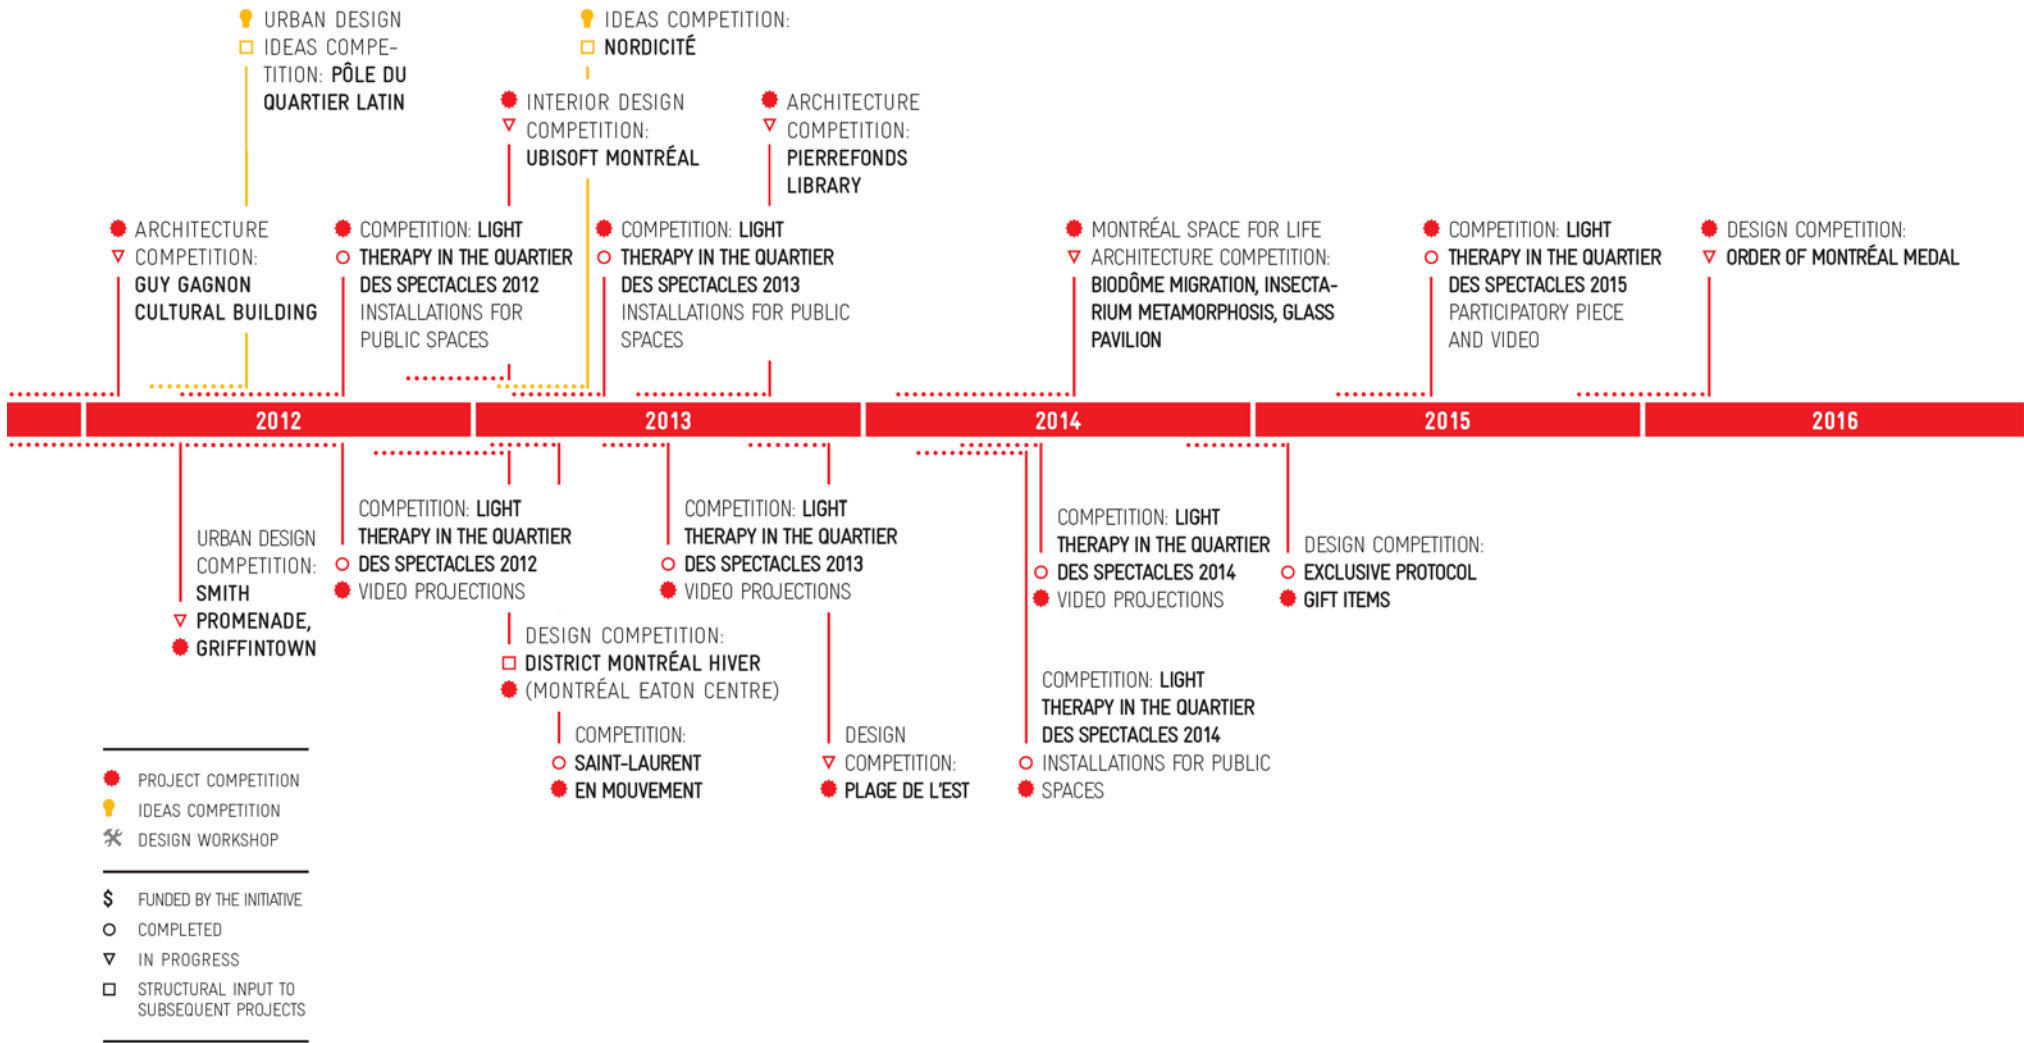 URBAN DESIGN
IDEAS COMPE-
TITION: PÔLE DU
QUARTIER LATIN
IDEAS COMPETITION:
NORDICITÉ
INTERIOR DESIGN
COMPETITION:
UBISOFT MONTRÉAL
ARCHITECTURE
COMPETITION:
PIERREFONDS
LIBRARY
ARCHITECTURE
COMPETITION:
GUY GAGNON
CULTURAL BUILDING
COMPETITION: LIGHT
THERAPY IN THE QUARTIER
DES SPECTACLES 2012
INSTALLATIONS FOR
PUBLIC SPACES
COMPETITION: LIGHT
THERAPY IN THE QUARTIER
DES SPECTACLES 2013
INSTALLATIONS FOR PUBLIC
SPACES
MONTRÉAL SPACE FOR LIFE
ARCHITECTURE COMPETITION:
BIODÔME MIGRATION, INSECTA-
RIUM METAMORPHOSIS, GLASS
PAVILION
COMPETITION: LIGHT
THERAPY IN THE QUARTIER
DES SPECTACLES 2015
PARTICIPATORY PIECE
AND VIDEO
DESIGN COMPETITION:
ORDER OF MONTRÉAL MEDAL
2012
2013
2014
2015
2016
URBAN DESIGN
COMPETITION:
SMITH
PROMENADE,
GRIFFINTOWN
COMPETITION: LIGHT
THERAPY IN THE QUARTIER
DES SPECTACLES 2012
VIDEO PROJECTIONS
DESIGN COMPETITION:
DISTRICT MONTRÉAL HIVER
(MONTRÉAL EATON CENTRE)
COMPETITION:
SAINT-LAURENT
EN MOUVEMENT
COMPETITION: LIGHT
THERAPY IN THE QUARTIER
DES SPECTACLES 2013
VIDEO PROJECTIONS
DESIGN
COMPETITION:
PLAGE DE L'EST
COMPETITION: LIGHT
THERAPY IN THE QUARTIER
DES SPECTACLES 2014
VIDEO PROJECTIONS
COMPETITION: LIGHT
THERAPY IN THE QUARTIER
DES SPECTACLES 2014
INSTALLATIONS FOR PUBLIC
SPACES
DESIGN COMPETITION:
EXCLUSIVE PROTOCOL
GIFT ITEMS
PROJECT COMPETITION
IDEAS COMPETITION
DESIGN WORKSHOP
$ FUNDED BY THE INITIATIVE
COMPLETED
IN PROGRESS
STRUCTURAL INPUT TO
SUBSEQUENT PROJECTS